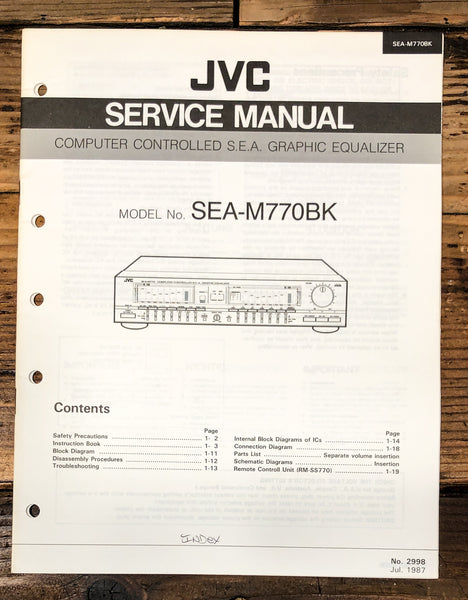 SEA-M770BK
JVC
SERVICE MANUAL
COMPUTER CONTROLLED S.E.A. GRAPHIC EQUALIZER
MODEL No. SEA-M770BK
JVC
Contents
Page
Safety Precautions 1- 2
Instruction Book 1- 3
Block Diagram 1-11
Disassembly Procedures 1-12
Troubleshooting 1-13
Page
Internal Block Diagrams of ICs 1-14
Connection Diagram 1-18
Parts List Separate volume insertion
Schematic Diagrams Insertion
Remote Controll Unit (RM-SS770) 1-19
INDEX
No. 2998
Jul. 1987